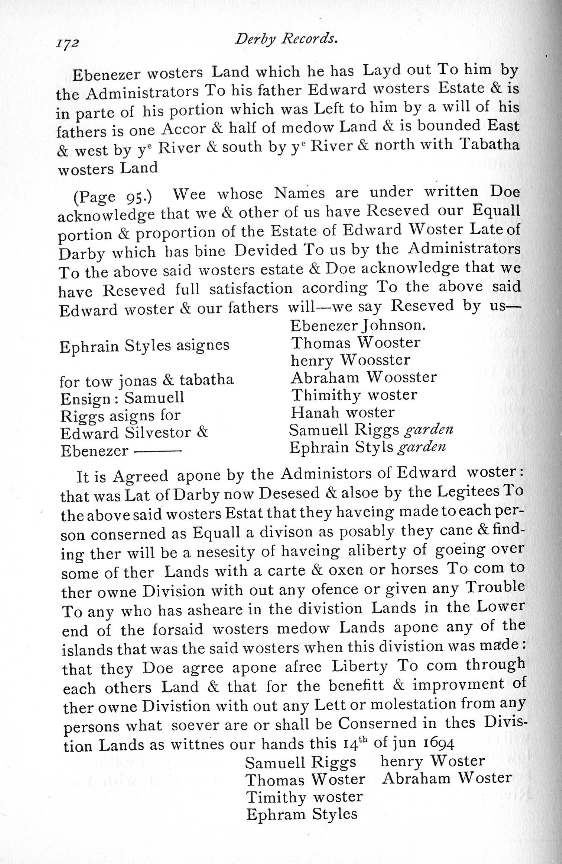 172 Derby Records.
Ebenezer wosters Land which he has Layd out To him by
the Administrators To his father Edward wosters Estate & is
in parte of his portion which was Left to him by a will of his
fathers is one Accor & half of medow Land & is bounded East
& west by yᵉ River & south by yᵉ River & north with Tabatha
wosters Land
(Page 95.) Wee whose Names are under written Doe
acknowledge that we & other of us have Reseved our Equall
portion & proportion of the Estate of Edward Woster Late of
Darby which has bine Devided To us by the Administrators
To the above said wosters estate & Doe acknowledge that we
have Reseved full satisfaction acording To the above said
Edward woster & our fathers will—we say Reseved by us—
Ebenezer Johnson.
Ephrain Styles asignes Thomas Wooster
henry Woosster
for tow jonas & tabatha Abraham Woosster
Ensign : Samuell Thimithy woster
Riggs asigns for Hanah woster
Edward Silvestor & Samuell Riggs garden
Ebenezer ——— Ephrain Styls garden
It is Agreed apone by the Administors of Edward woster :
that was Lat of Darby now Desesed & alsoe by the Legitees To
the above said wosters Estat that they haveing made to each per-
son conserned as Equall a divison as posably they cane & find-
ing ther will be a nesesity of haveing aliberty of goeing over
some of ther Lands with a carte & oxen or horses To com to
ther owne Division with out any ofence or given any Trouble
To any who has asheare in the divistion Lands in the Lower
end of the forsaid wosters medow Lands apone any of the
islands that was the said wosters when this divistion was made :
that they Doe agree apone afree Liberty To com through
each others Land & that for the benefitt & improvment of
ther owne Divistion with out any Lett or molestation from any
persons what soever are or shall be Conserned in thes Divis-
tion Lands as wittnes our hands this 14ᵗʰ of jun 1694
Samuell Riggs henry Woster
Thomas Woster Abraham Woster
Timithy woster
Ephram Styles